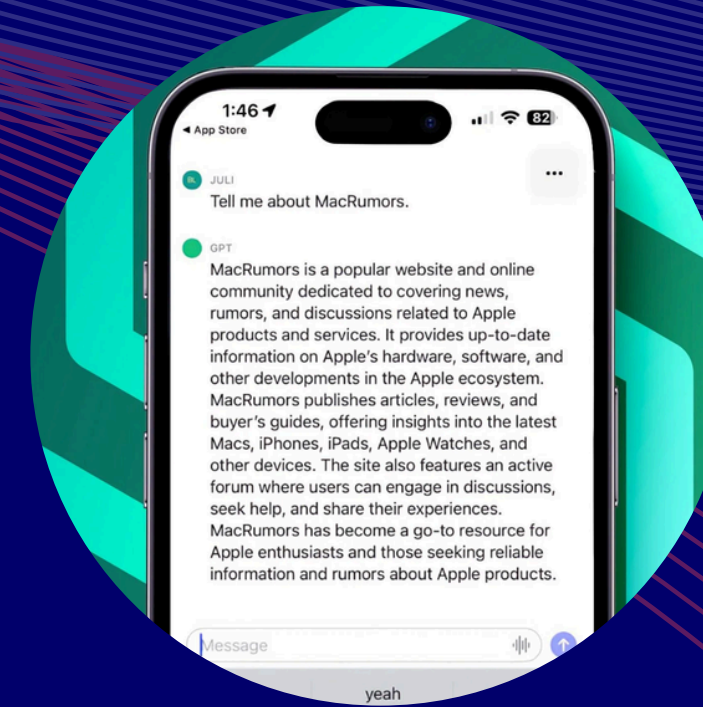 1:46
82
◀ App Store
JULI
Tell me about MacRumors.
GPT
MacRumors is a popular website and online
community dedicated to covering news,
rumors, and discussions related to Apple
products and services. It provides up-to-date
information on Apple's hardware, software, and
other developments in the Apple ecosystem.
MacRumors publishes articles, reviews, and
buyer's guides, offering insights into the latest
Macs, iPhones, iPads, Apple Watches, and
other devices. The site also features an active
forum where users can engage in discussions,
seek help, and share their experiences.
MacRumors has become a go-to resource for
Apple enthusiasts and those seeking reliable
information and rumors about Apple products.
Message
yeah